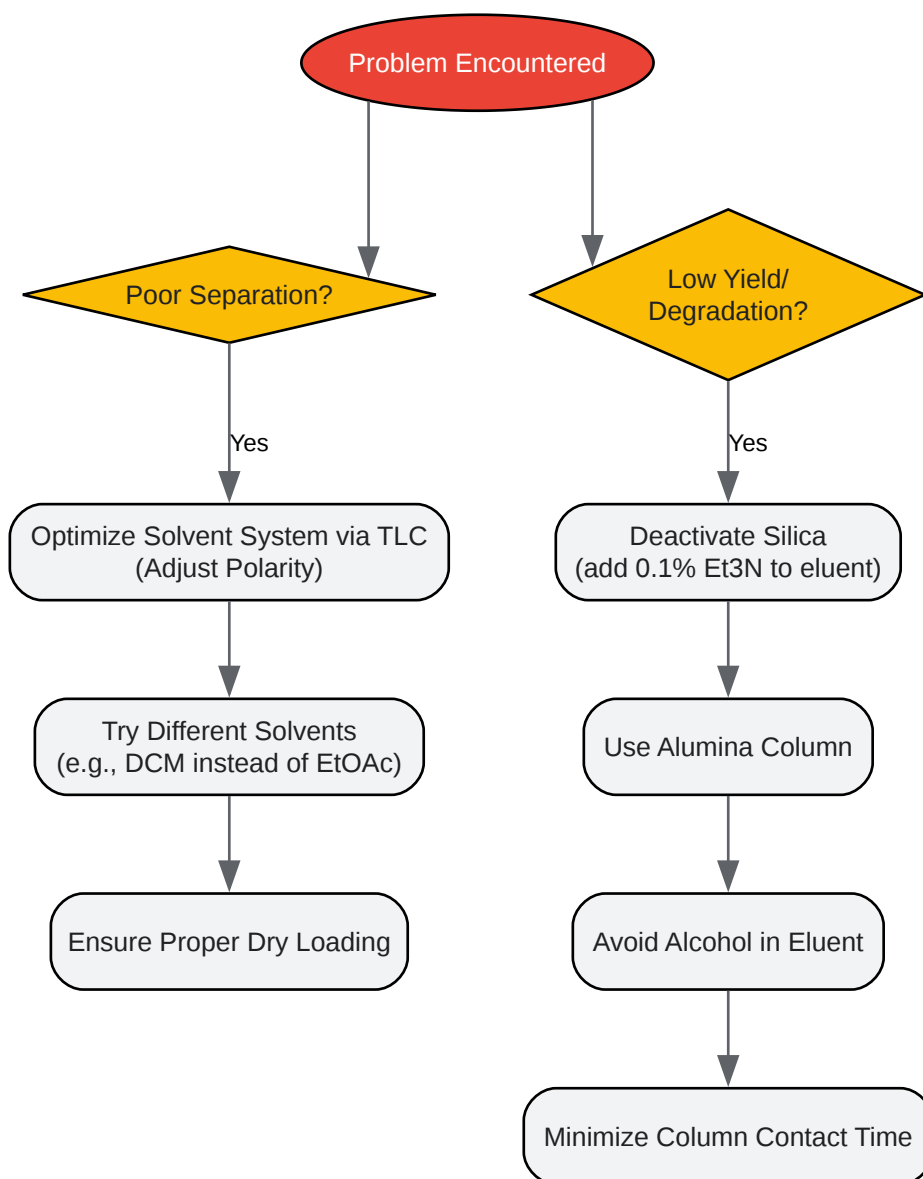 Problem Encountered
Poor Separation?
Low Yield/
Degradation?
Yes
Yes
Optimize Solvent System via TLC
(Adjust Polarity)
Deactivate Silica
(add 0.1% Et3N to eluent)
Try Different Solvents
(e.g., DCM instead of EtOAc)
Use Alumina Column
Ensure Proper Dry Loading
Avoid Alcohol in Eluent
Minimize Column Contact Time